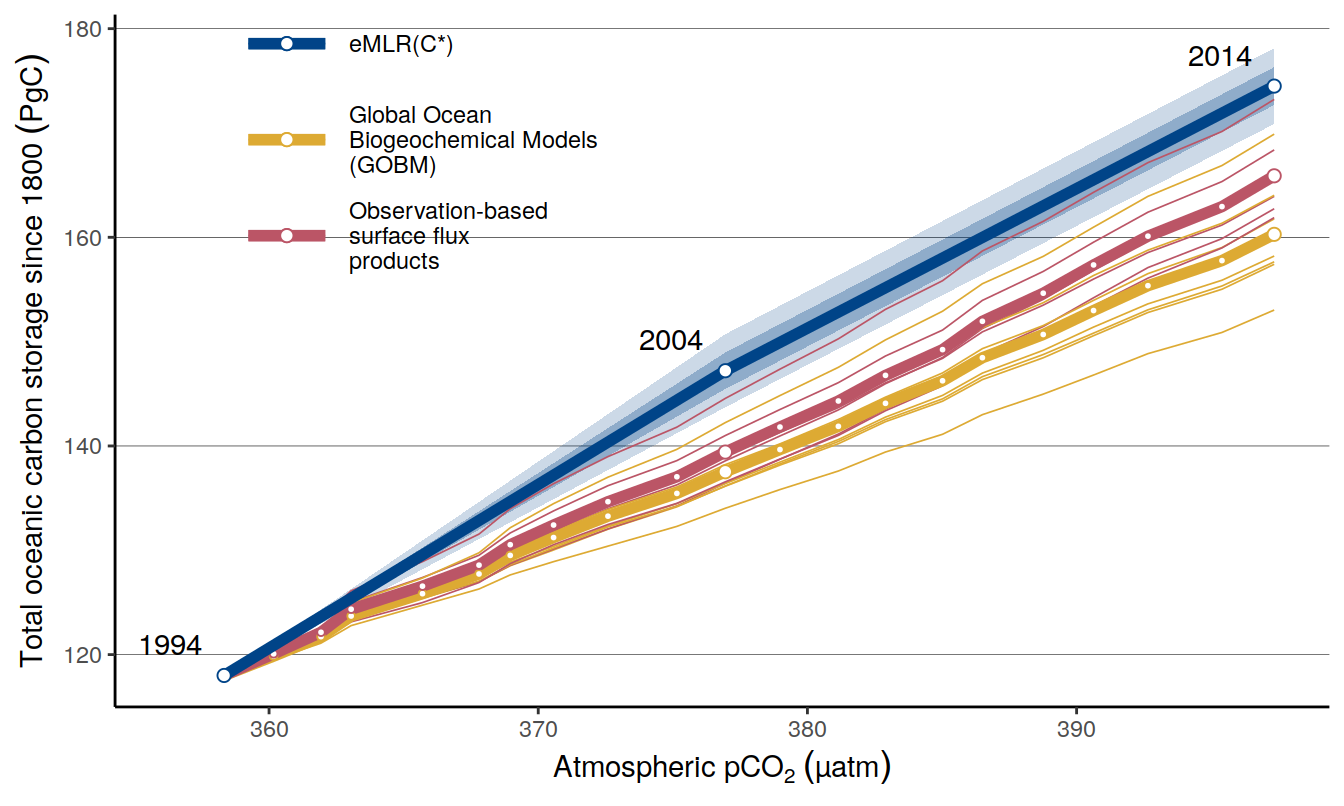 180
160
140
120
Total oceanic carbon storage since 1800 (PgC)
eMLR(C*)
Global Ocean
Biogeochemical Models
(GOBM)
Observation-based
surface flux
products
2014
2004
1994
360
370
380
390
Atmospheric pCO₂ (µatm)